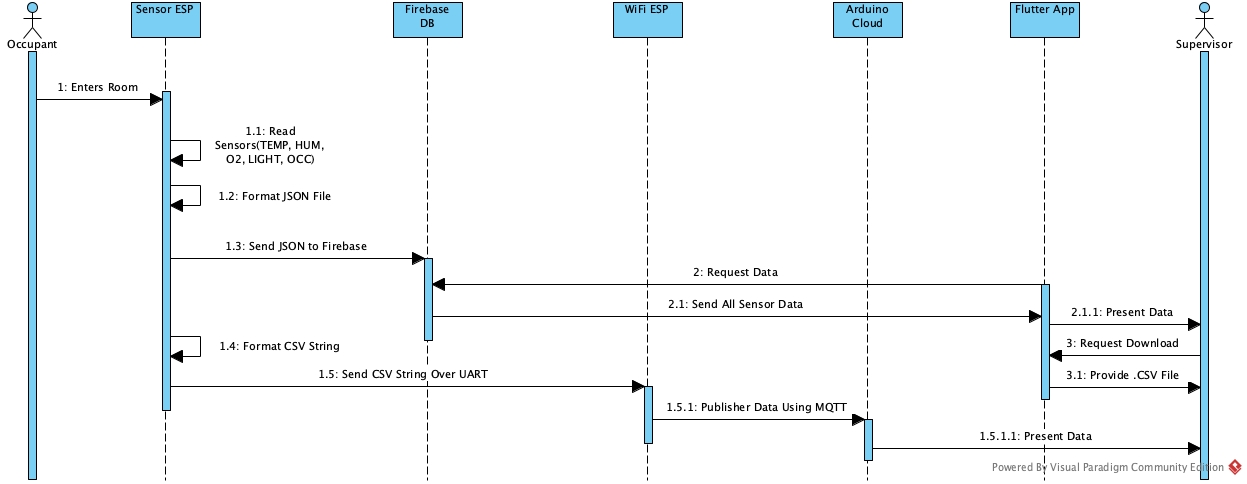 Sensor ESP
Firebase
DB
WiFi ESP
Arduino
Cloud
Flutter App
Occupant
Supervisor
1: Enters Room
1.1: Read
Sensors(TEMP, HUM,
O2, LIGHT, OCC)
1.2: Format JSON File
1.3: Send JSON to Firebase
2: Request Data
2.1: Send All Sensor Data
2.1.1: Present Data
1.4: Format CSV String
3: Request Download
1.5: Send CSV String Over UART
3.1: Provide .CSV File
1.5.1: Publisher Data Using MQTT
1.5.1.1: Present Data
Powered By Visual Paradigm Community Edition